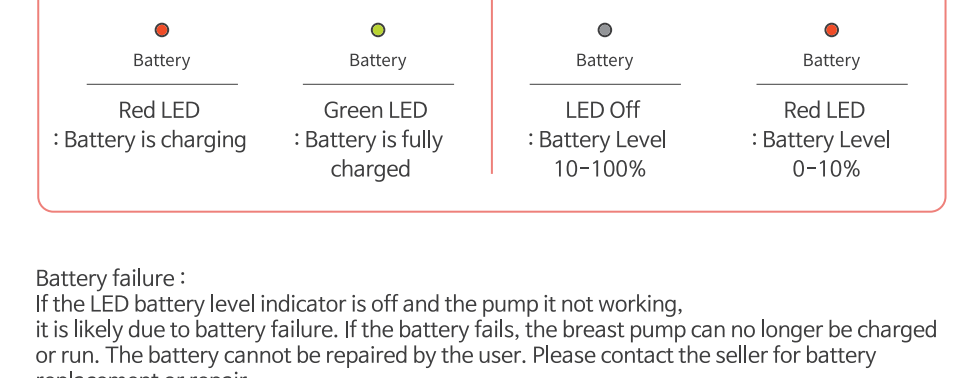 Battery Battery Battery Battery
Red LED Green LED LED Off Red LED
: Battery is charging : Battery is fully : Battery Level : Battery Level
charged 10-100% 0-10%
Battery failure :
If the LED battery level indicator is off and the pump it not working,
it is likely due to battery failure. If the battery fails, the breast pump can no longer be charged
or run. The battery cannot be repaired by the user. Please contact the seller for battery
replacement or repair